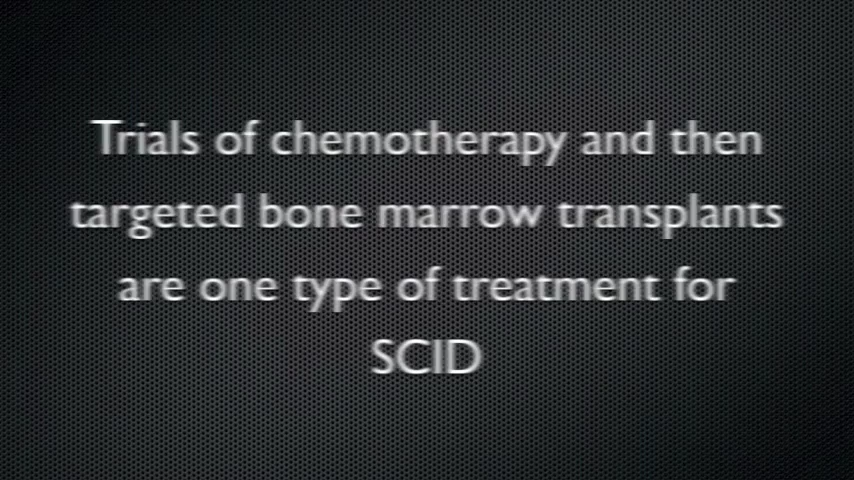 Trials of chemotherapy and then
targeted bone marrow transplants
are one type of treatment for
SCID